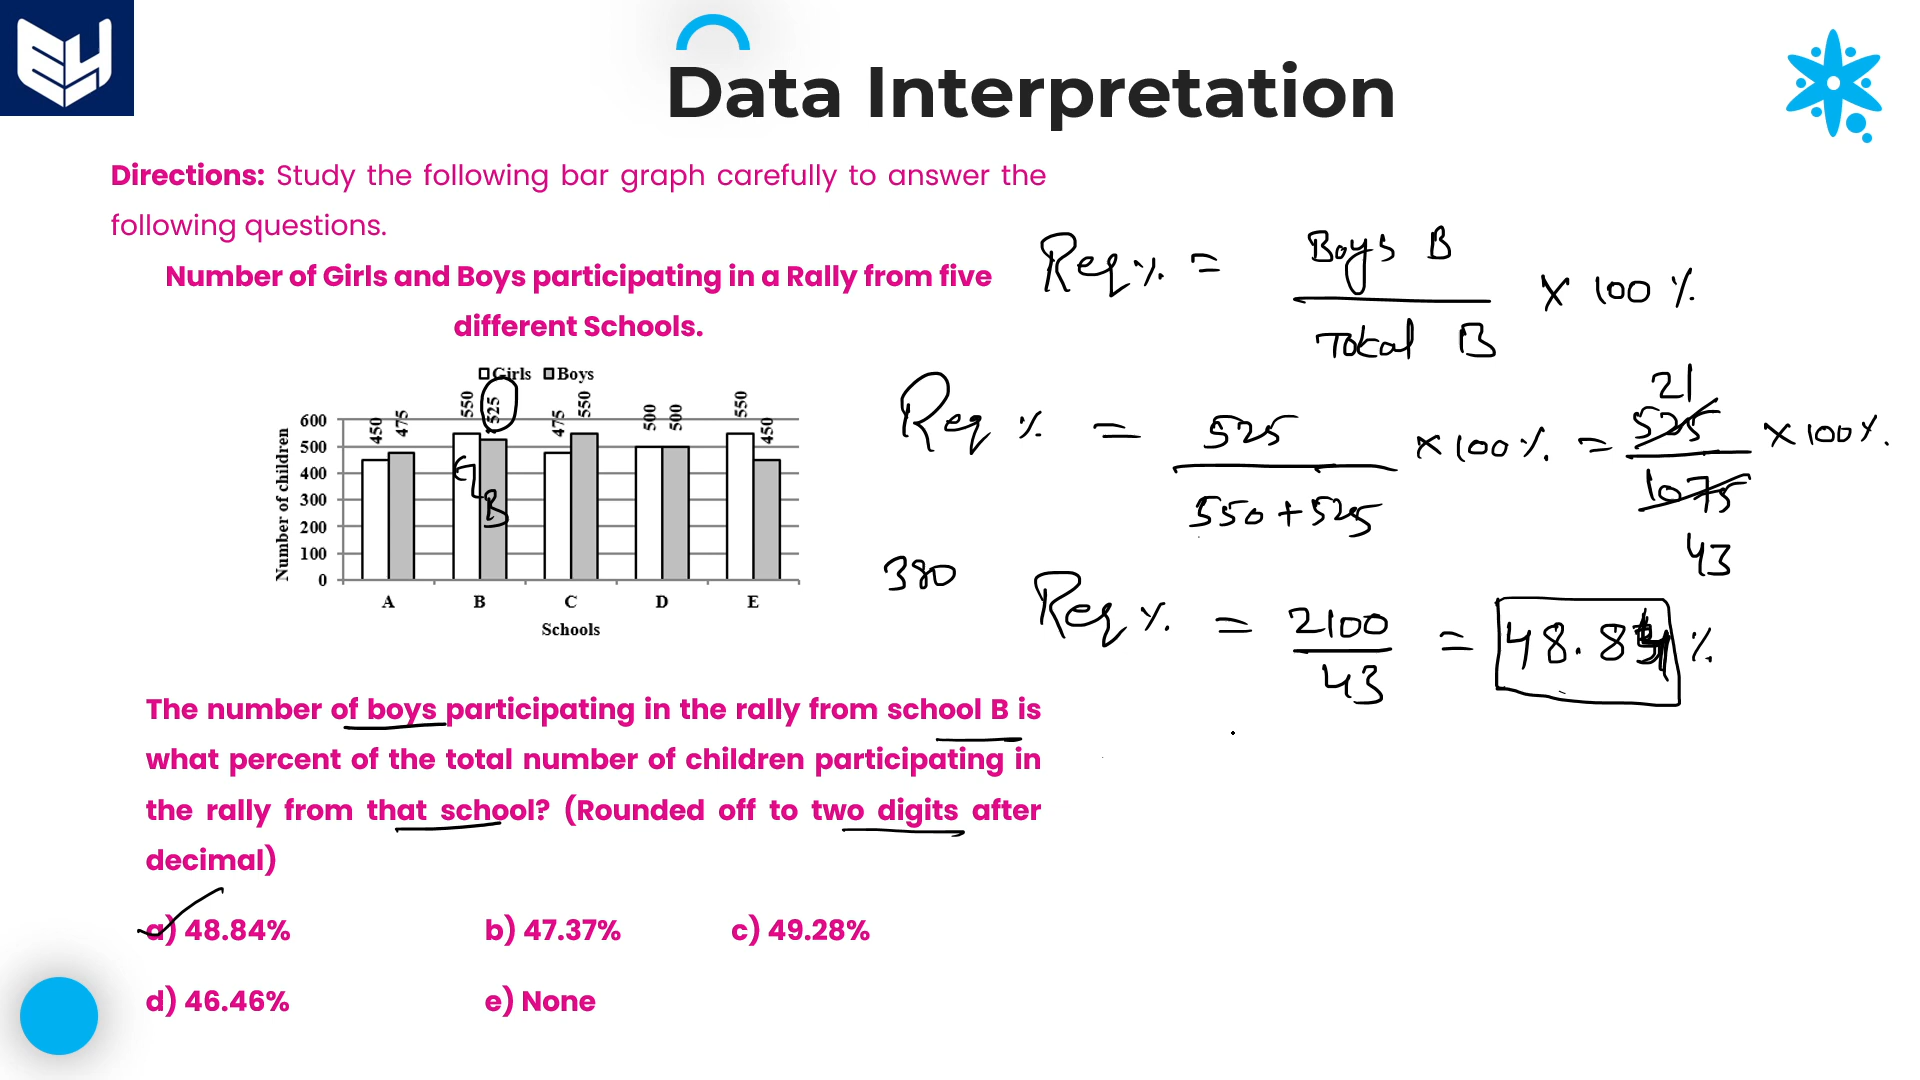 Data Interpretation
Directions: Study the following bar graph carefully to answer the
following questions.
Number of Girls and Boys participating in a Rally from five
different Schools.
Girls Boys
450 475 550 525 475 550 500 500 550 450
600
500
400
300
200
100
0
Number of children
G
B
A B C D E
Schools
The number of boys participating in the rally from school B is
what percent of the total number of children participating in
the rally from that school? (Rounded off to two digits after
decimal)
a) 48.84% b) 47.37% c) 49.28%
d) 46.46% e) None
Req % = Boys B / Total B × 100 %
Req % = 525 / 550 + 525 × 100 % = 525 / 1075 × 100 %.
21
43
380
Req %. = 2100 / 43 = 48.84 %.